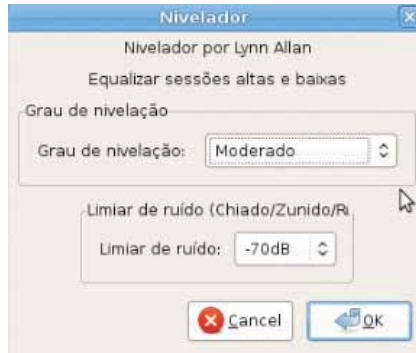 Nivelador
Nivelador por Lynn Allan
Equalizar sessões altas e baixas
Grau de nivelação
Grau de nivelação: Moderado
Limiar de ruído (Chiado/Zunido/R
Limiar de ruído: -70dB
Cancel OK